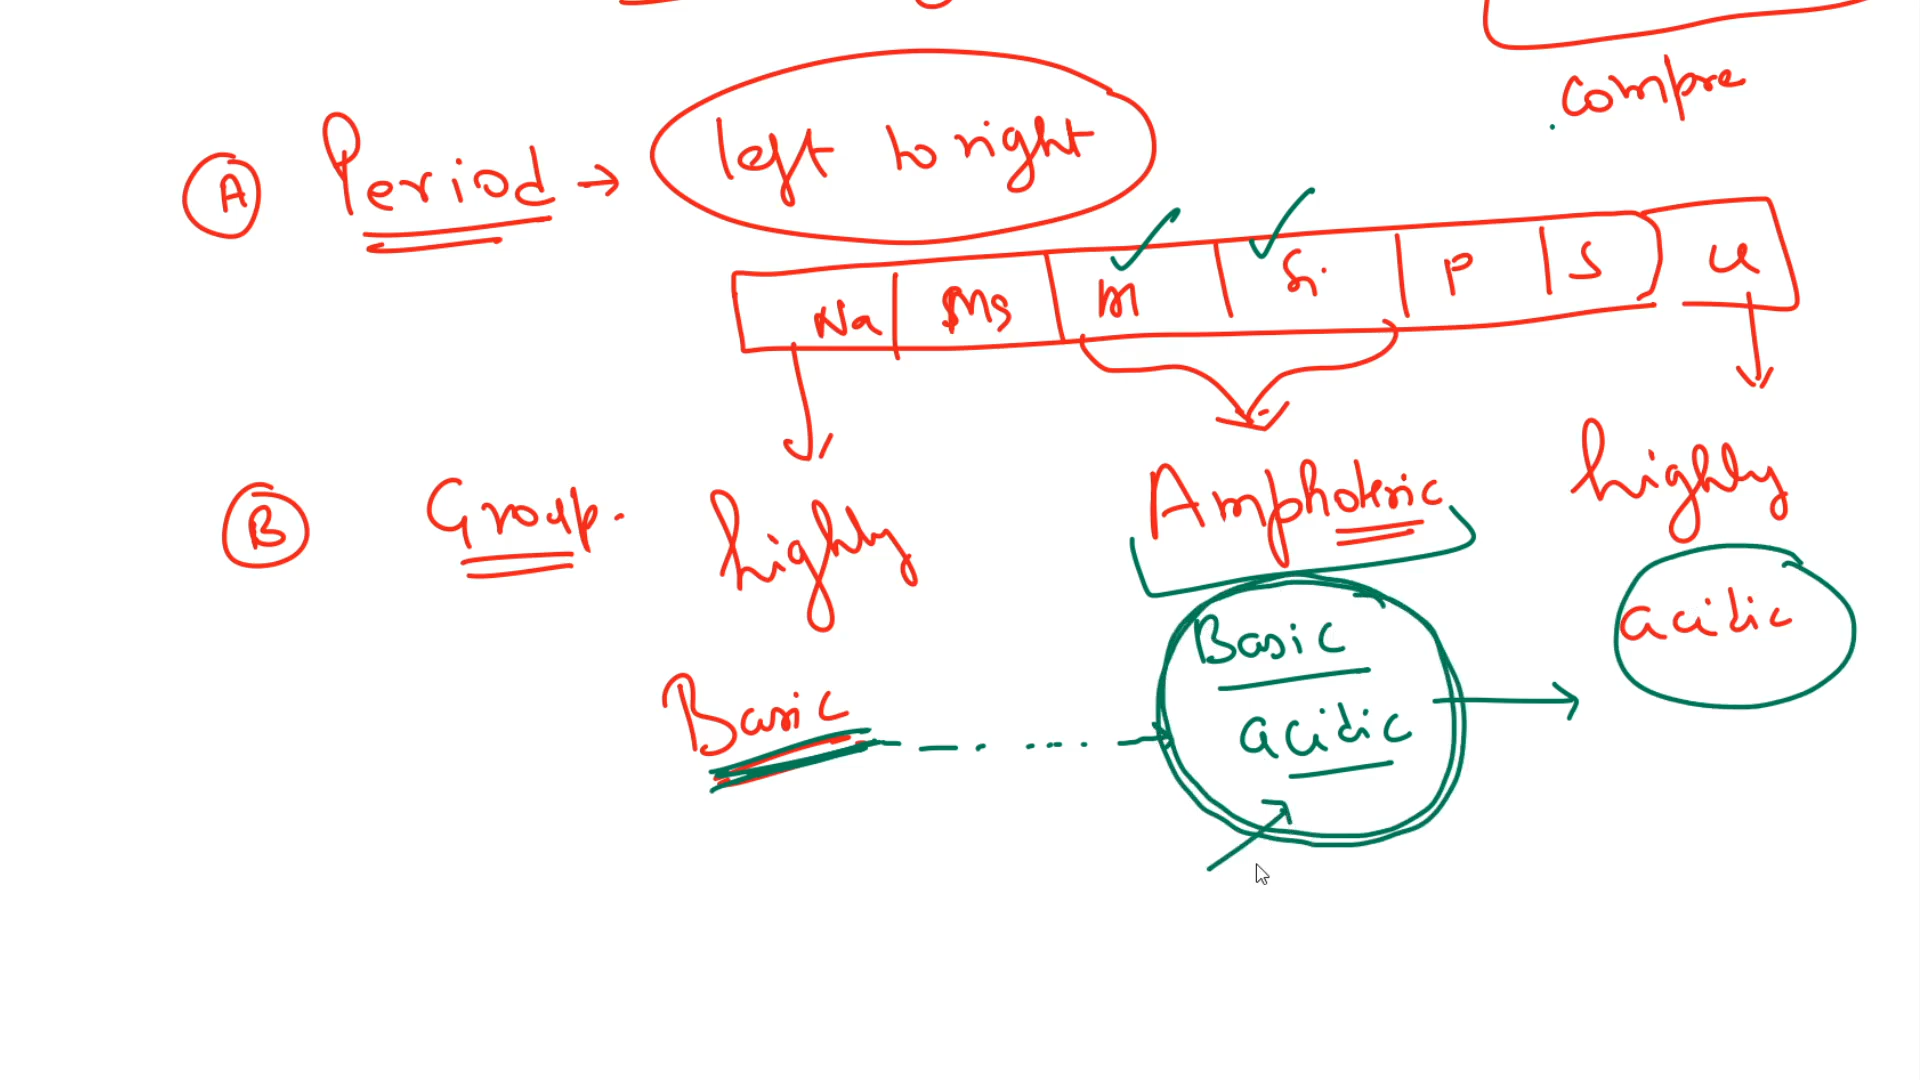 compre
A Period → left to right
Na Mg Al Si P S Cl
B Group. highly Amphoteric highly
Basic acidic
Basic acidic